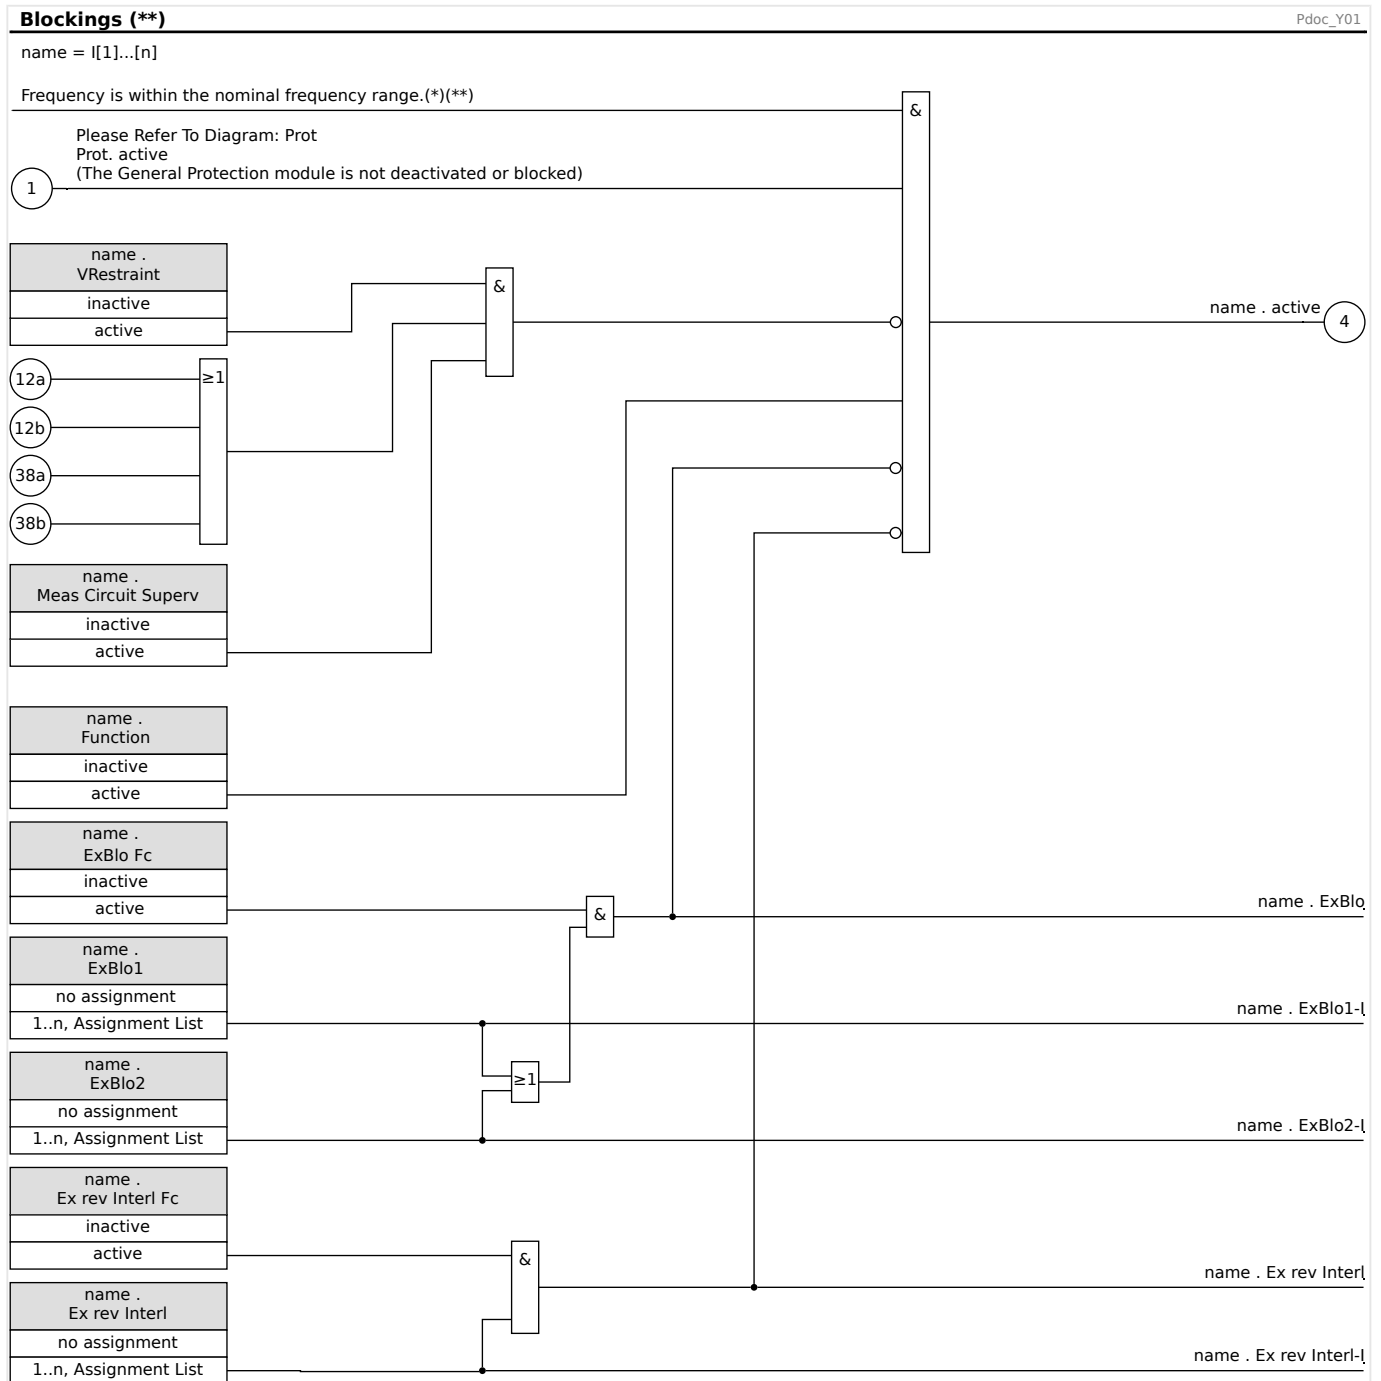 Blockings (**)
Pdoc_Y01
name = I[1]...[n]
Frequency is within the nominal frequency range.(*)(**)
&
Please Refer To Diagram: Prot
Prot. active
(The General Protection module is not deactivated or blocked)
1
name .
VRestraint
inactive
active
&
name . active
4
12a
≥1
12b
38a
38b
name .
Meas Circuit Superv
inactive
active
name .
Function
inactive
active
name .
ExBlo Fc
inactive
active
&
name . ExBlo
name .
ExBlo1
no assignment
1..n, Assignment List
name . ExBlo1-I
name .
ExBlo2
no assignment
1..n, Assignment List
≥1
name . ExBlo2-I
name .
Ex rev Interl Fc
inactive
active
&
name . Ex rev Interl
name .
Ex rev Interl
no assignment
1..n, Assignment List
name . Ex rev Interl-I